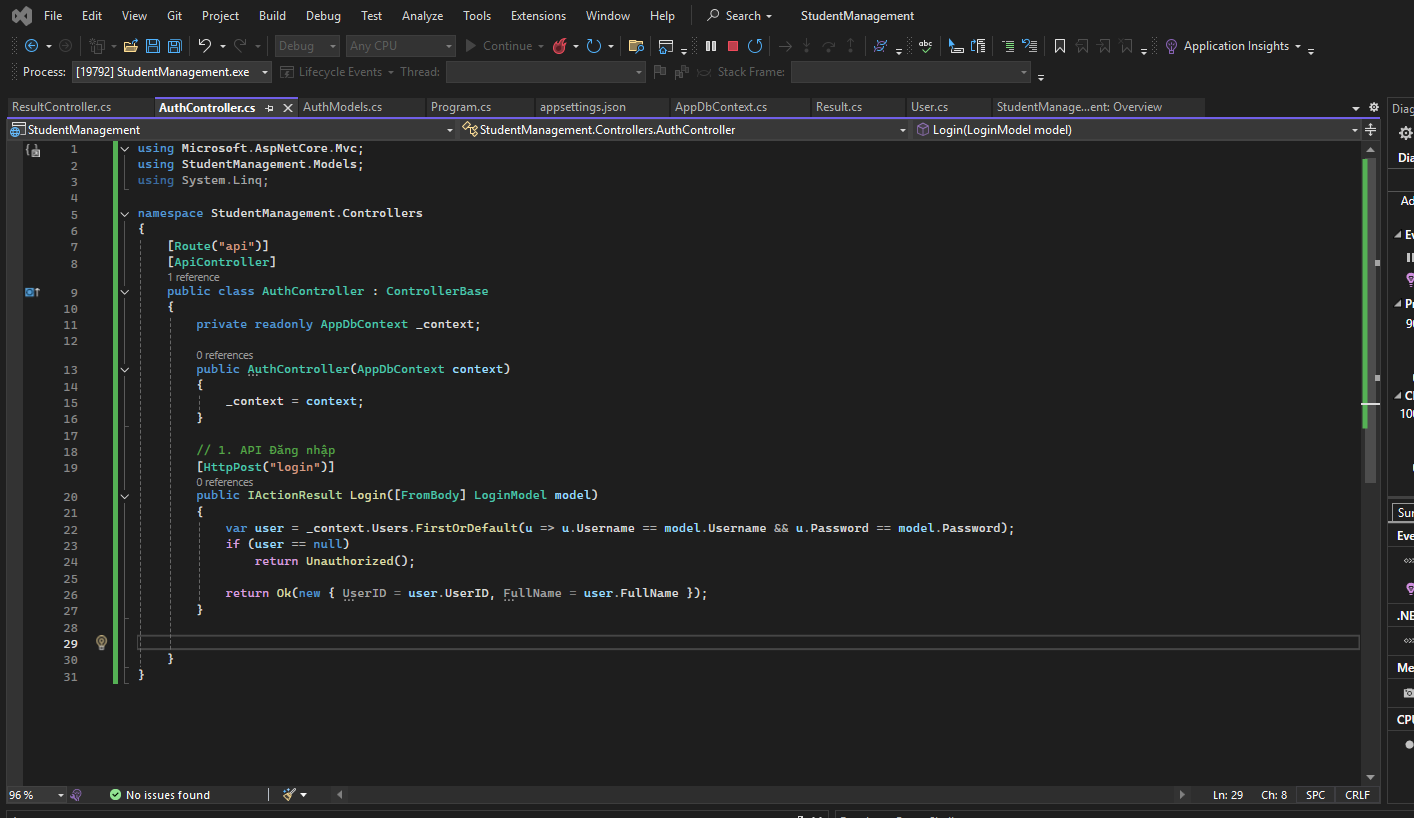 File Edit View Git Project Build Debug Test Analyze Tools Extensions Window Help Search StudentManagement
Debug Any CPU Continue Application Insights
Process: [19792] StudentManagement.exe Lifecycle Events Thread: Stack Frame:
ResultController.cs AuthController.cs AuthModels.cs Program.cs appsettings.json AppDbContext.cs Result.cs User.cs StudentManage...ent: Overview
StudentManagement StudentManagement.Controllers.AuthController Login(LoginModel model)
1 using Microsoft.AspNetCore.Mvc;
2 using StudentManagement.Models;
3 using System.Linq;
4
5 namespace StudentManagement.Controllers
6 {
7 [Route("api")]
8 [ApiController]
1 reference
9 public class AuthController : ControllerBase
10 {
11 private readonly AppDbContext _context;
12
0 references
13 public AuthController(AppDbContext context)
14 {
15 _context = context;
16 }
17
18 // 1. API Đăng nhập
19 [HttpPost("login")]
0 references
20 public IActionResult Login([FromBody] LoginModel model)
21 {
22 var user = _context.Users.FirstOrDefault(u => u.Username == model.Username && u.Password == model.Password);
23 if (user == null)
24 return Unauthorized();
25
26 return Ok(new { UserID = user.UserID, FullName = user.FullName });
27 }
28
29
30 }
31 }
96 % No issues found Ln: 29 Ch: 8 SPC CRLF